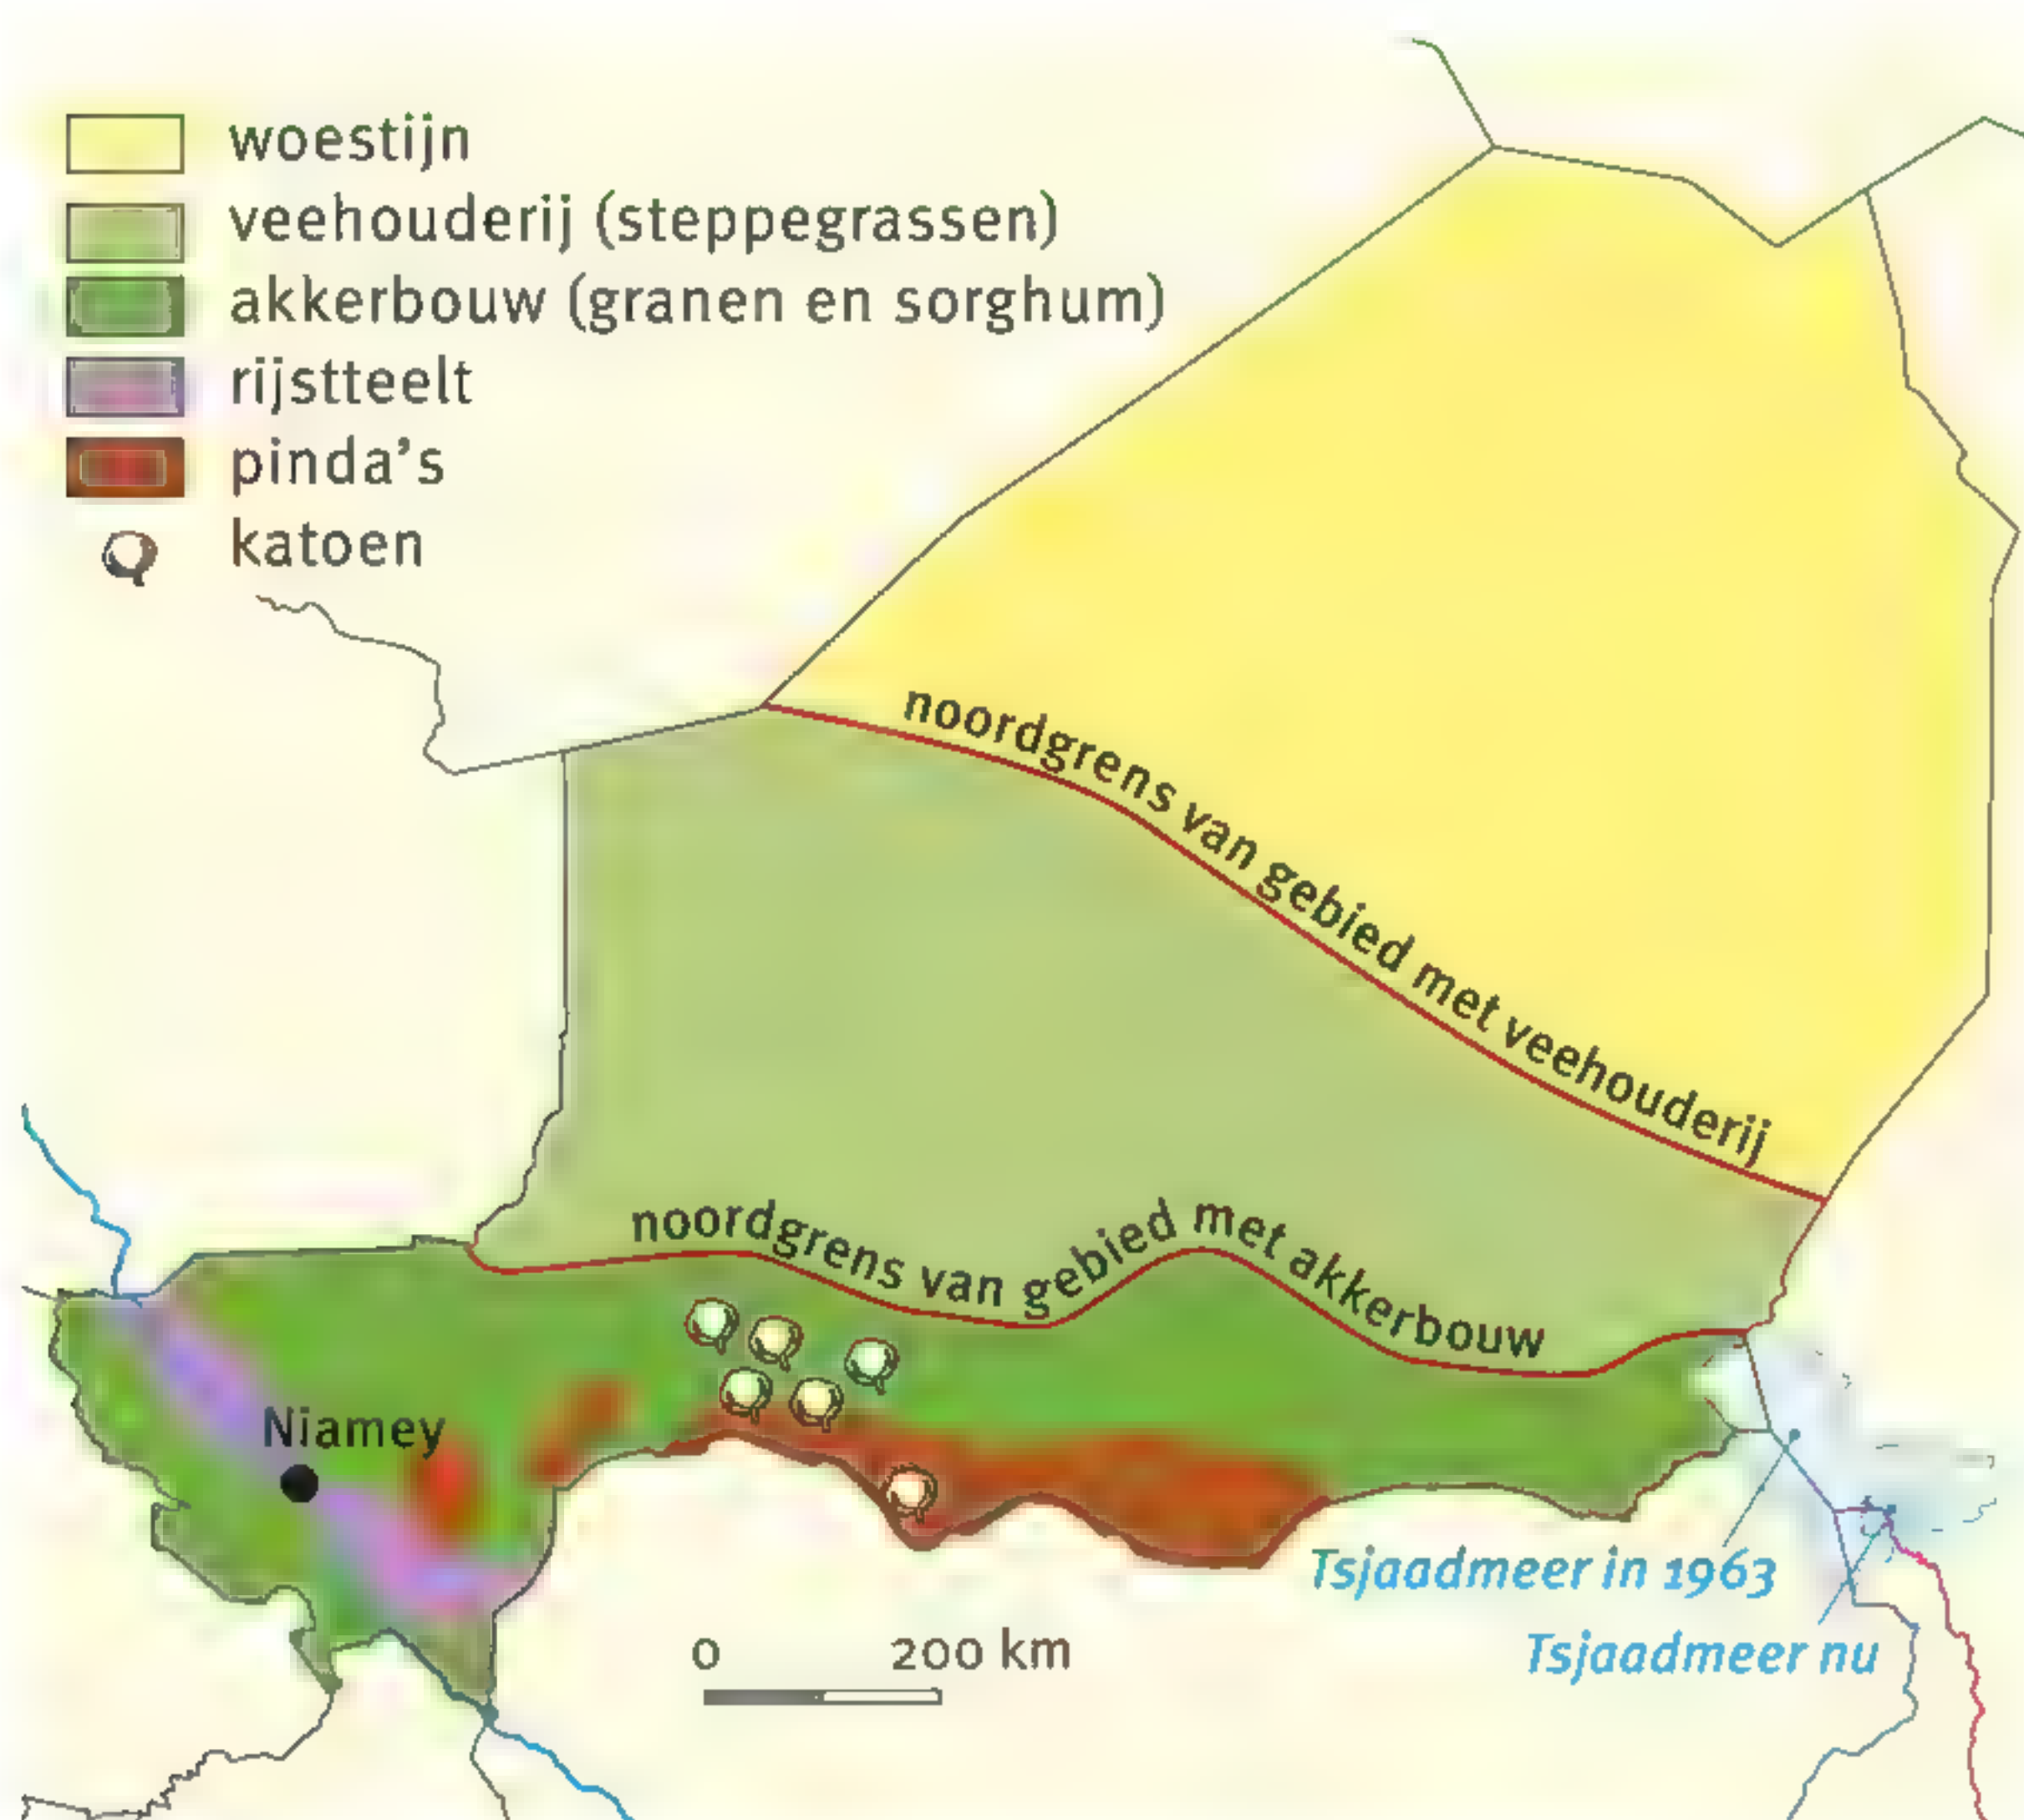 woestijn
veehouderij (steppegrassen)
akkerbouw (granen en sorghum)
rijstteelt
pinda's
katoen
noordgrens van gebied met veehouderij
noordgrens van gebied met akkerbouw
Niamey
Tsjaadmeer in 1963
0 200 km
Tsjaadmeer nu